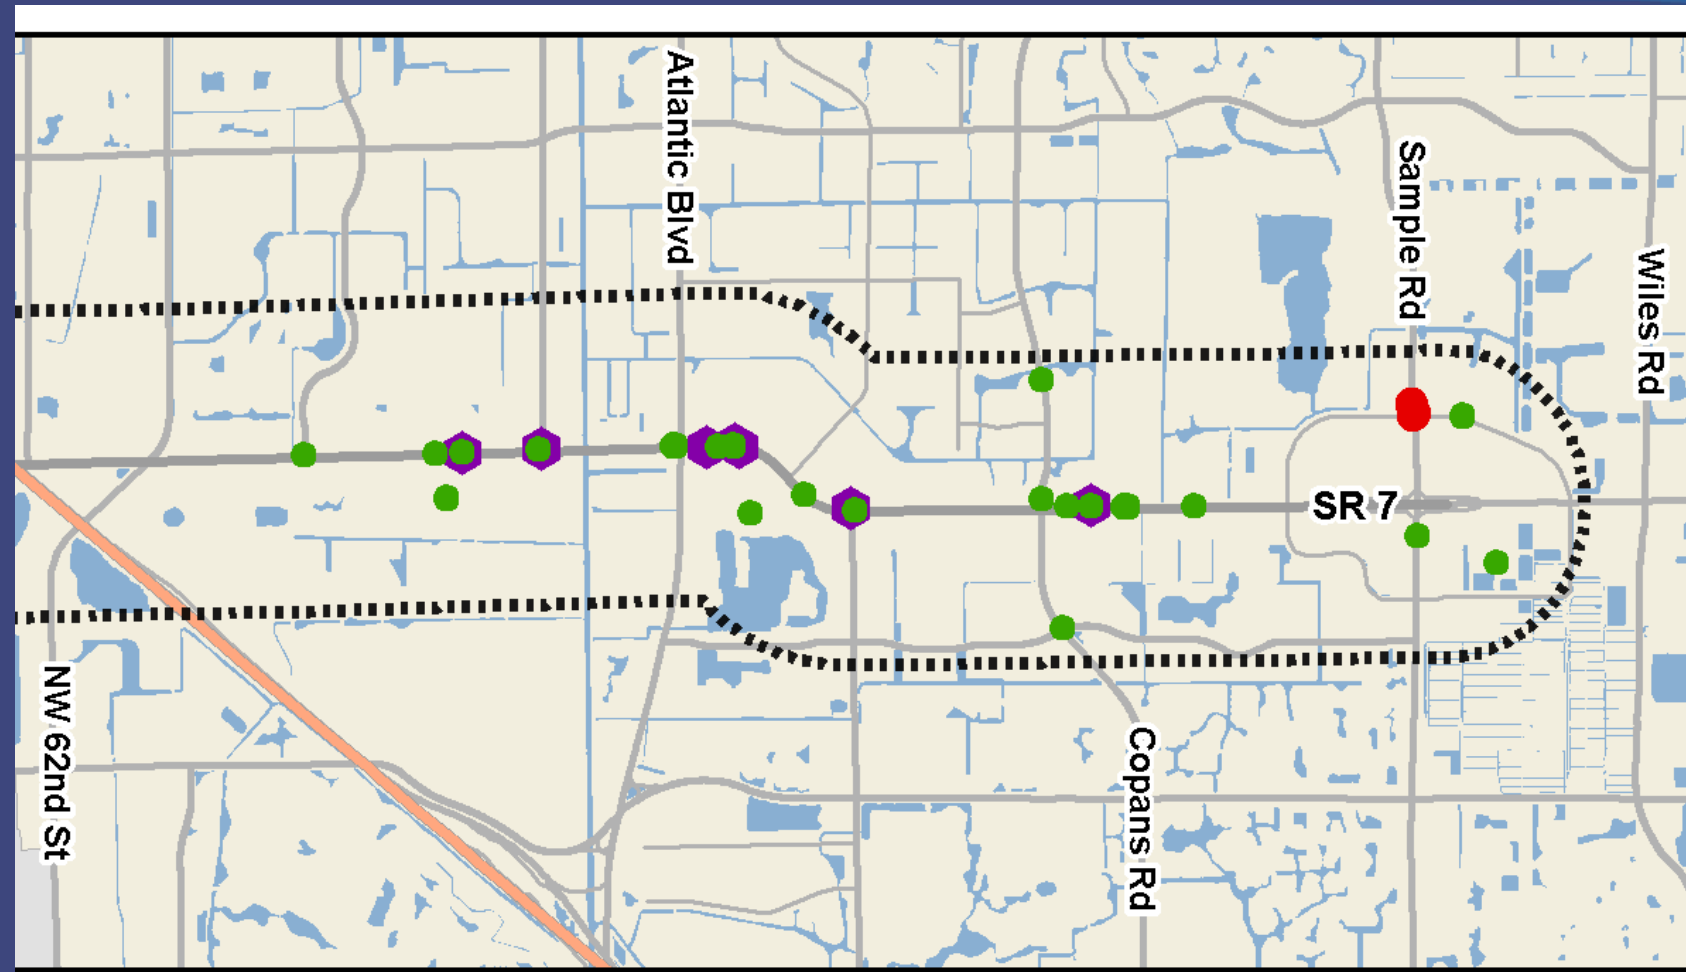 Atlantic Blvd
Sample Rd
Wiles Rd
SR 7
NW 62nd St
Copans Rd